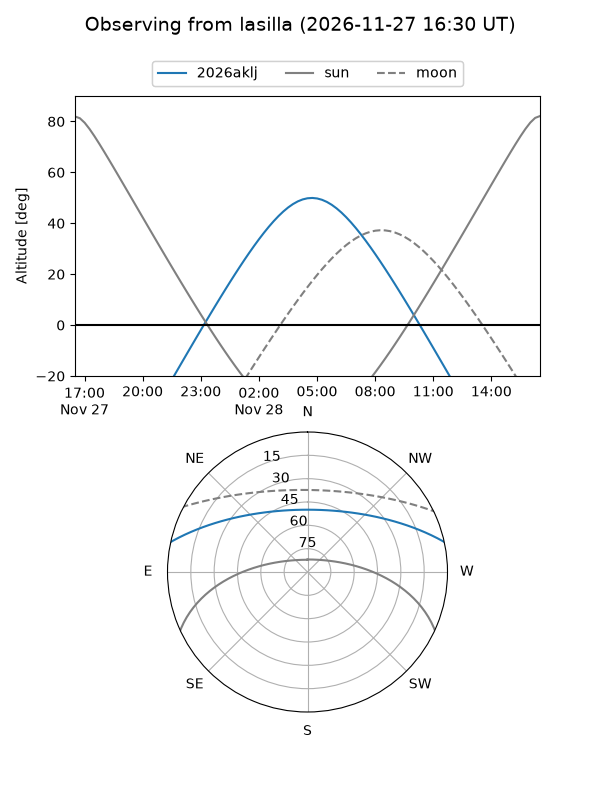 Observing from lasilla (2026-11-27 16:30 UT)
2026aklj sun moon
Altitude [deg]
80
60
40
20
0
−20
17:00 20:00 23:00 02:00 05:00 08:00 11:00 14:00
Nov 27 Nov 28
N
NE NW
15
30
45
60
75
E W
SE SW
S